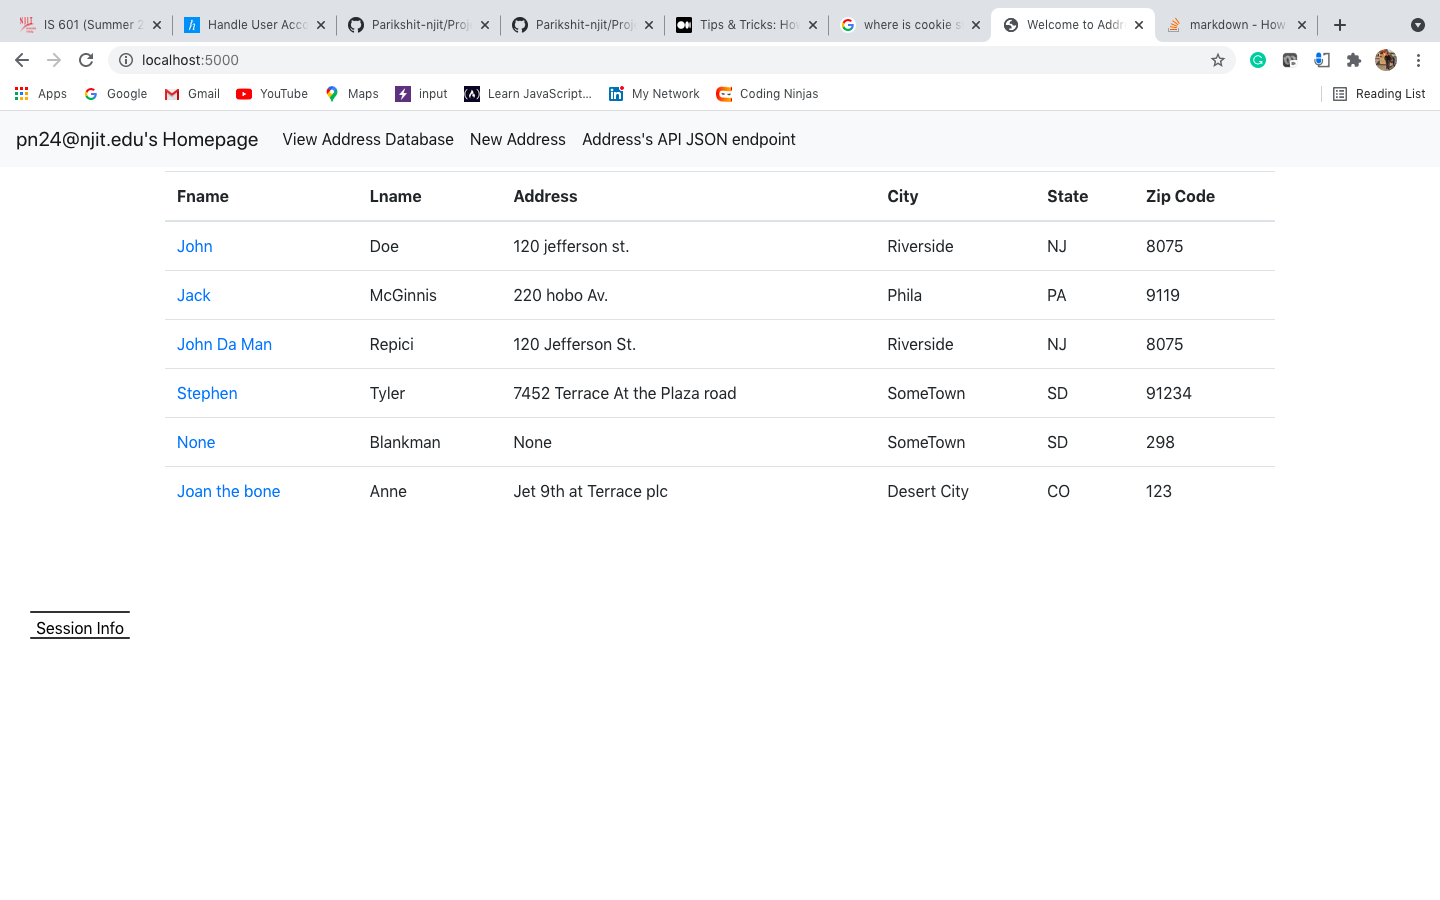 IS 601 (Summer 2
Handle User Acco
Parikshit-njit/Proj
Parikshit-njit/Proj
Tips & Tricks: How
where is cookie s
Welcome to Addr
markdown - How
localhost:5000
Apps Google Gmail YouTube Maps input Learn JavaScript... My Network Coding Ninjas Reading List
pn24@njit.edu's Homepage View Address Database New Address Address's API JSON endpoint
Fname Lname Address City State Zip Code
John Doe 120 jefferson st. Riverside NJ 8075
Jack McGinnis 220 hobo Av. Phila PA 9119
John Da Man Repici 120 Jefferson St. Riverside NJ 8075
Stephen Tyler 7452 Terrace At the Plaza road SomeTown SD 91234
None Blankman None SomeTown SD 298
Joan the bone Anne Jet 9th at Terrace plc Desert City CO 123
Session Info